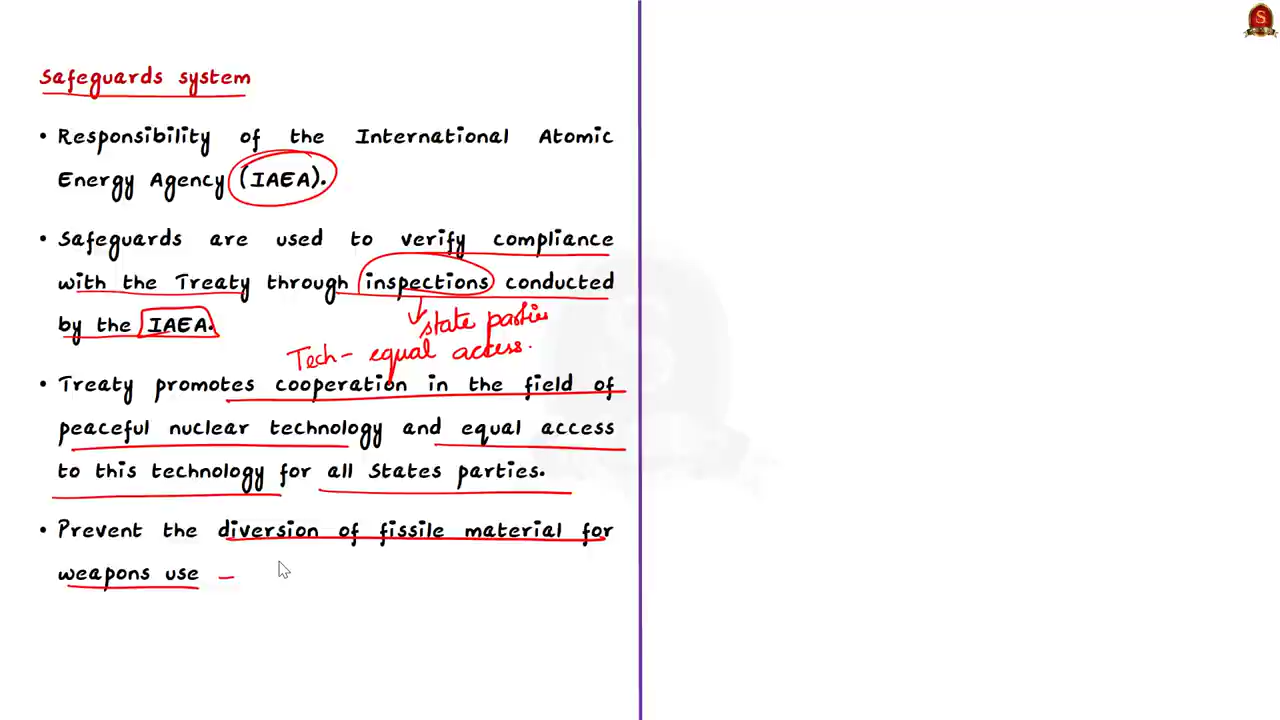 Safeguards system
• Responsibility of the International Atomic
Energy Agency (IAEA).
• Safeguards are used to verify compliance
with the Treaty through inspections conducted
by the IAEA.
state parties
Tech- equal access.
• Treaty promotes cooperation in the field of
peaceful nuclear technology and equal access
to this technology for all States parties.
• Prevent the diversion of fissile material for
weapons use -